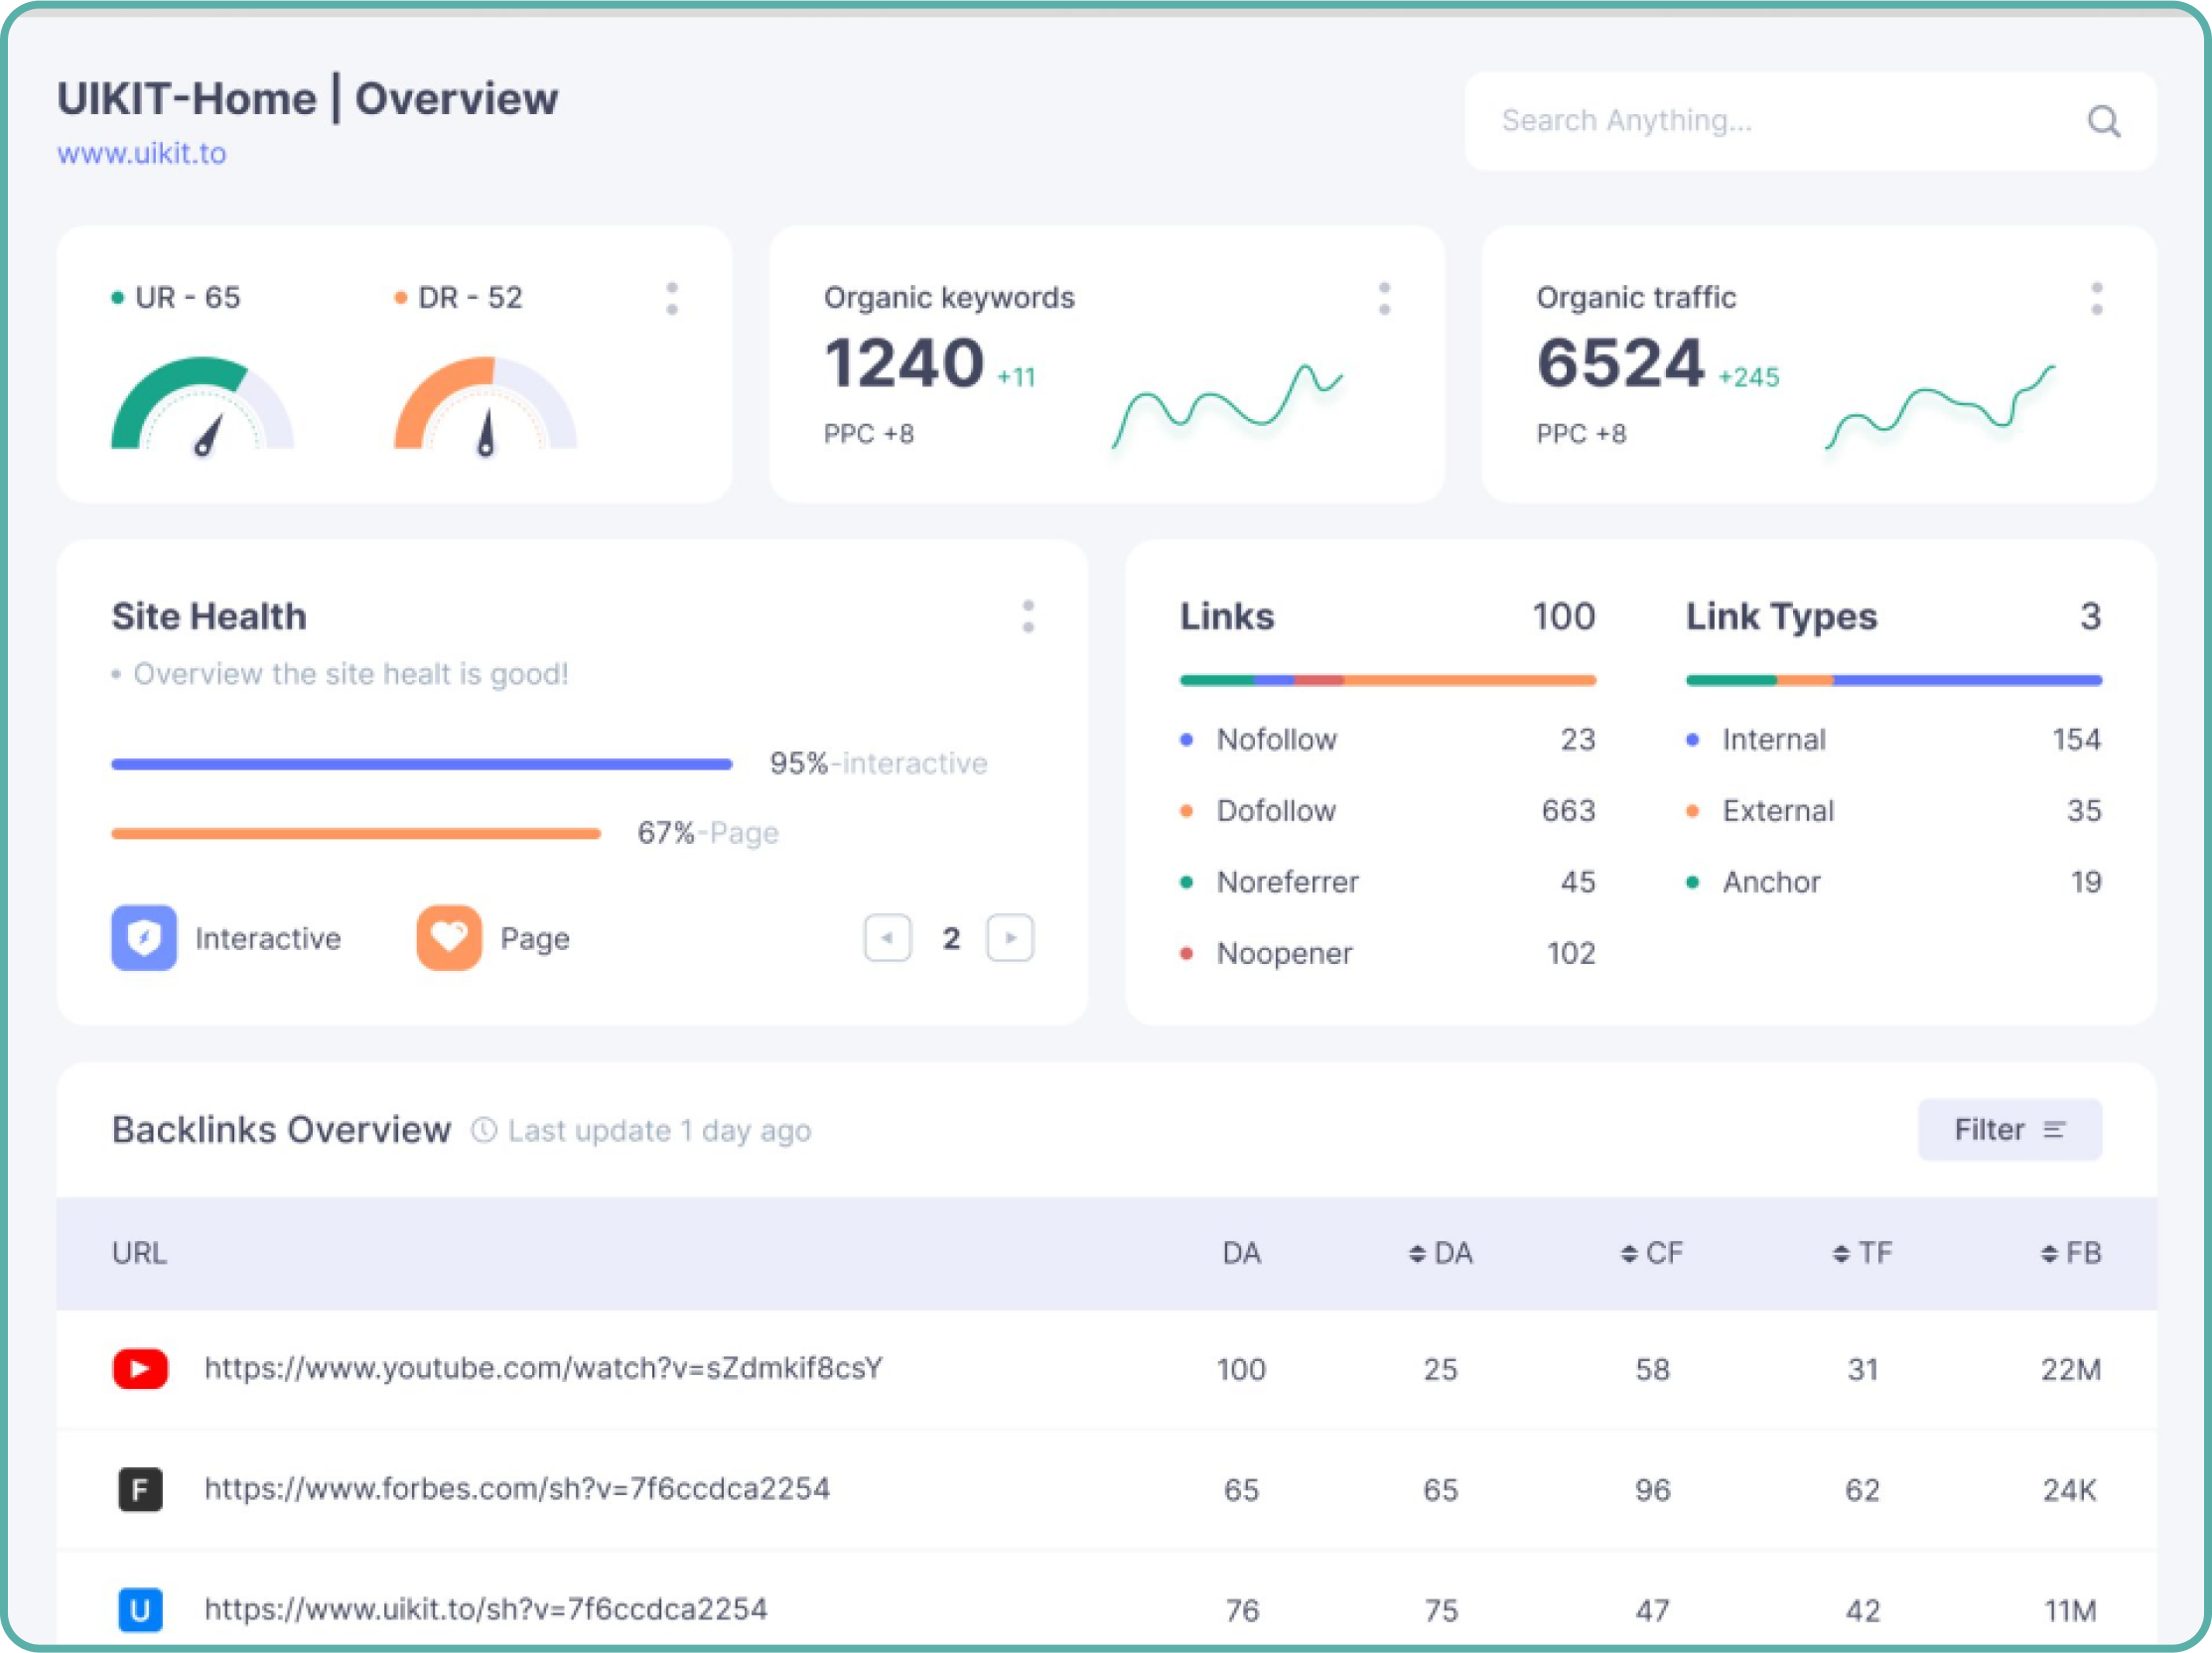 UIKIT-Home | Overview
www.uikit.to
Search Anything...
UR - 65
DR - 52
Organic keywords
1240 +11
PPC +8
Organic traffic
6524 +245
PPC +8
Site Health
• Overview the site healt is good!
95%-interactive
67%-Page
Interactive
Page
2
Links 100
Nofollow 23
Dofollow 663
Noreferrer 45
Noopener 102
Link Types 3
Internal 154
External 35
Anchor 19
Backlinks Overview Last update 1 day ago
Filter
URL DA DA CF TF FB
https://www.youtube.com/watch?v=sZdmkif8csY 100 25 58 31 22M
F https://www.forbes.com/sh?v=7f6ccdca2254 65 65 96 62 24K
U https://www.uikit.to/sh?v=7f6ccdca2254 76 75 47 42 11M